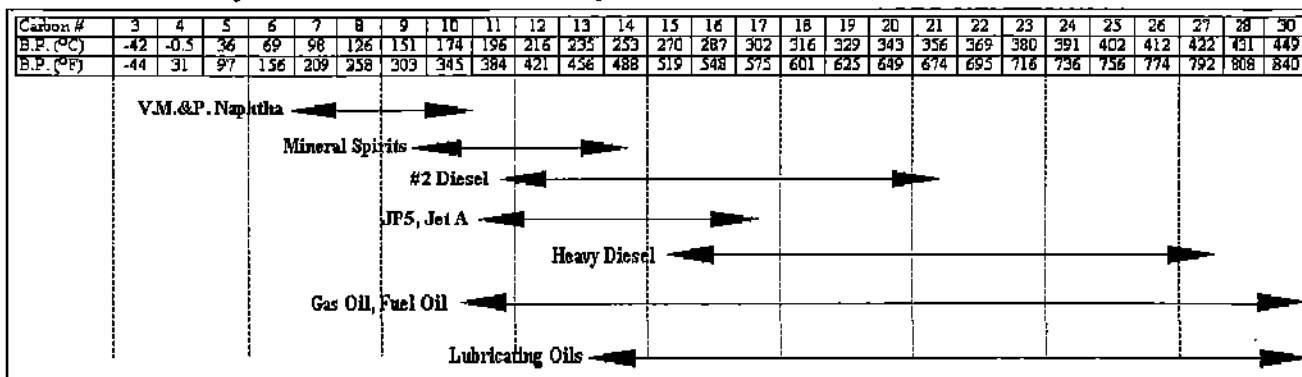 Carbon # 3 4 5 6 7 8 9 10 11 12 13 14 15 16 17 18 19 20 21 22 23 24 25 26 27 28 30
B.P. (ºC) -42 -0.5 36 69 98 126 151 174 196 216 235 253 270 287 302 316 329 343 356 369 380 391 402 412 422 431 449
B.P. (ºF) -44 31 97 156 209 258 303 345 384 421 456 488 519 548 575 601 625 649 674 695 716 736 756 774 792 808 840
V.M.&P. Naphtha
Mineral Spirits
#2 Diesel
JP5, Jet A
Heavy Diesel
Gas Oil, Fuel Oil
Lubricating Oils